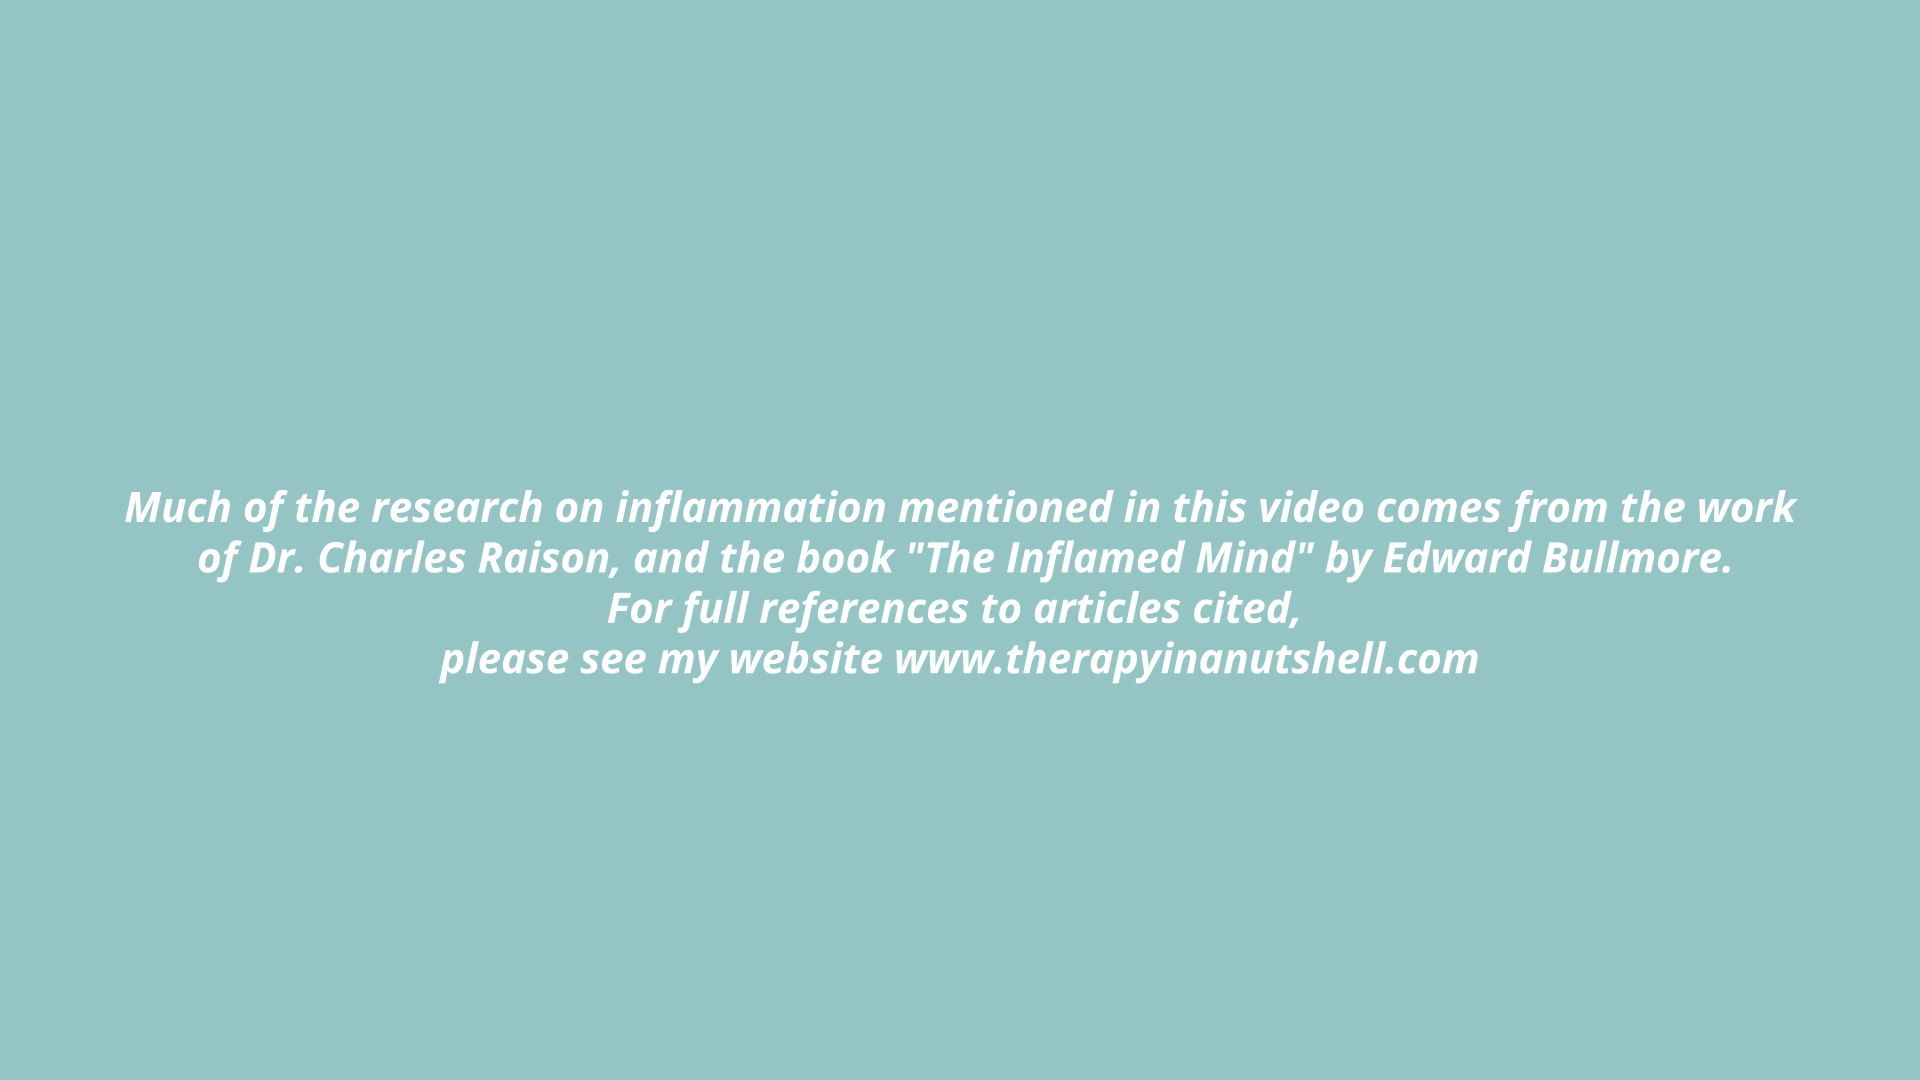 Much of the research on inflammation mentioned in this video comes from the work
of Dr. Charles Raison, and the book "The Inflamed Mind" by Edward Bullmore.
For full references to articles cited,
please see my website www.therapyinanutshell.com